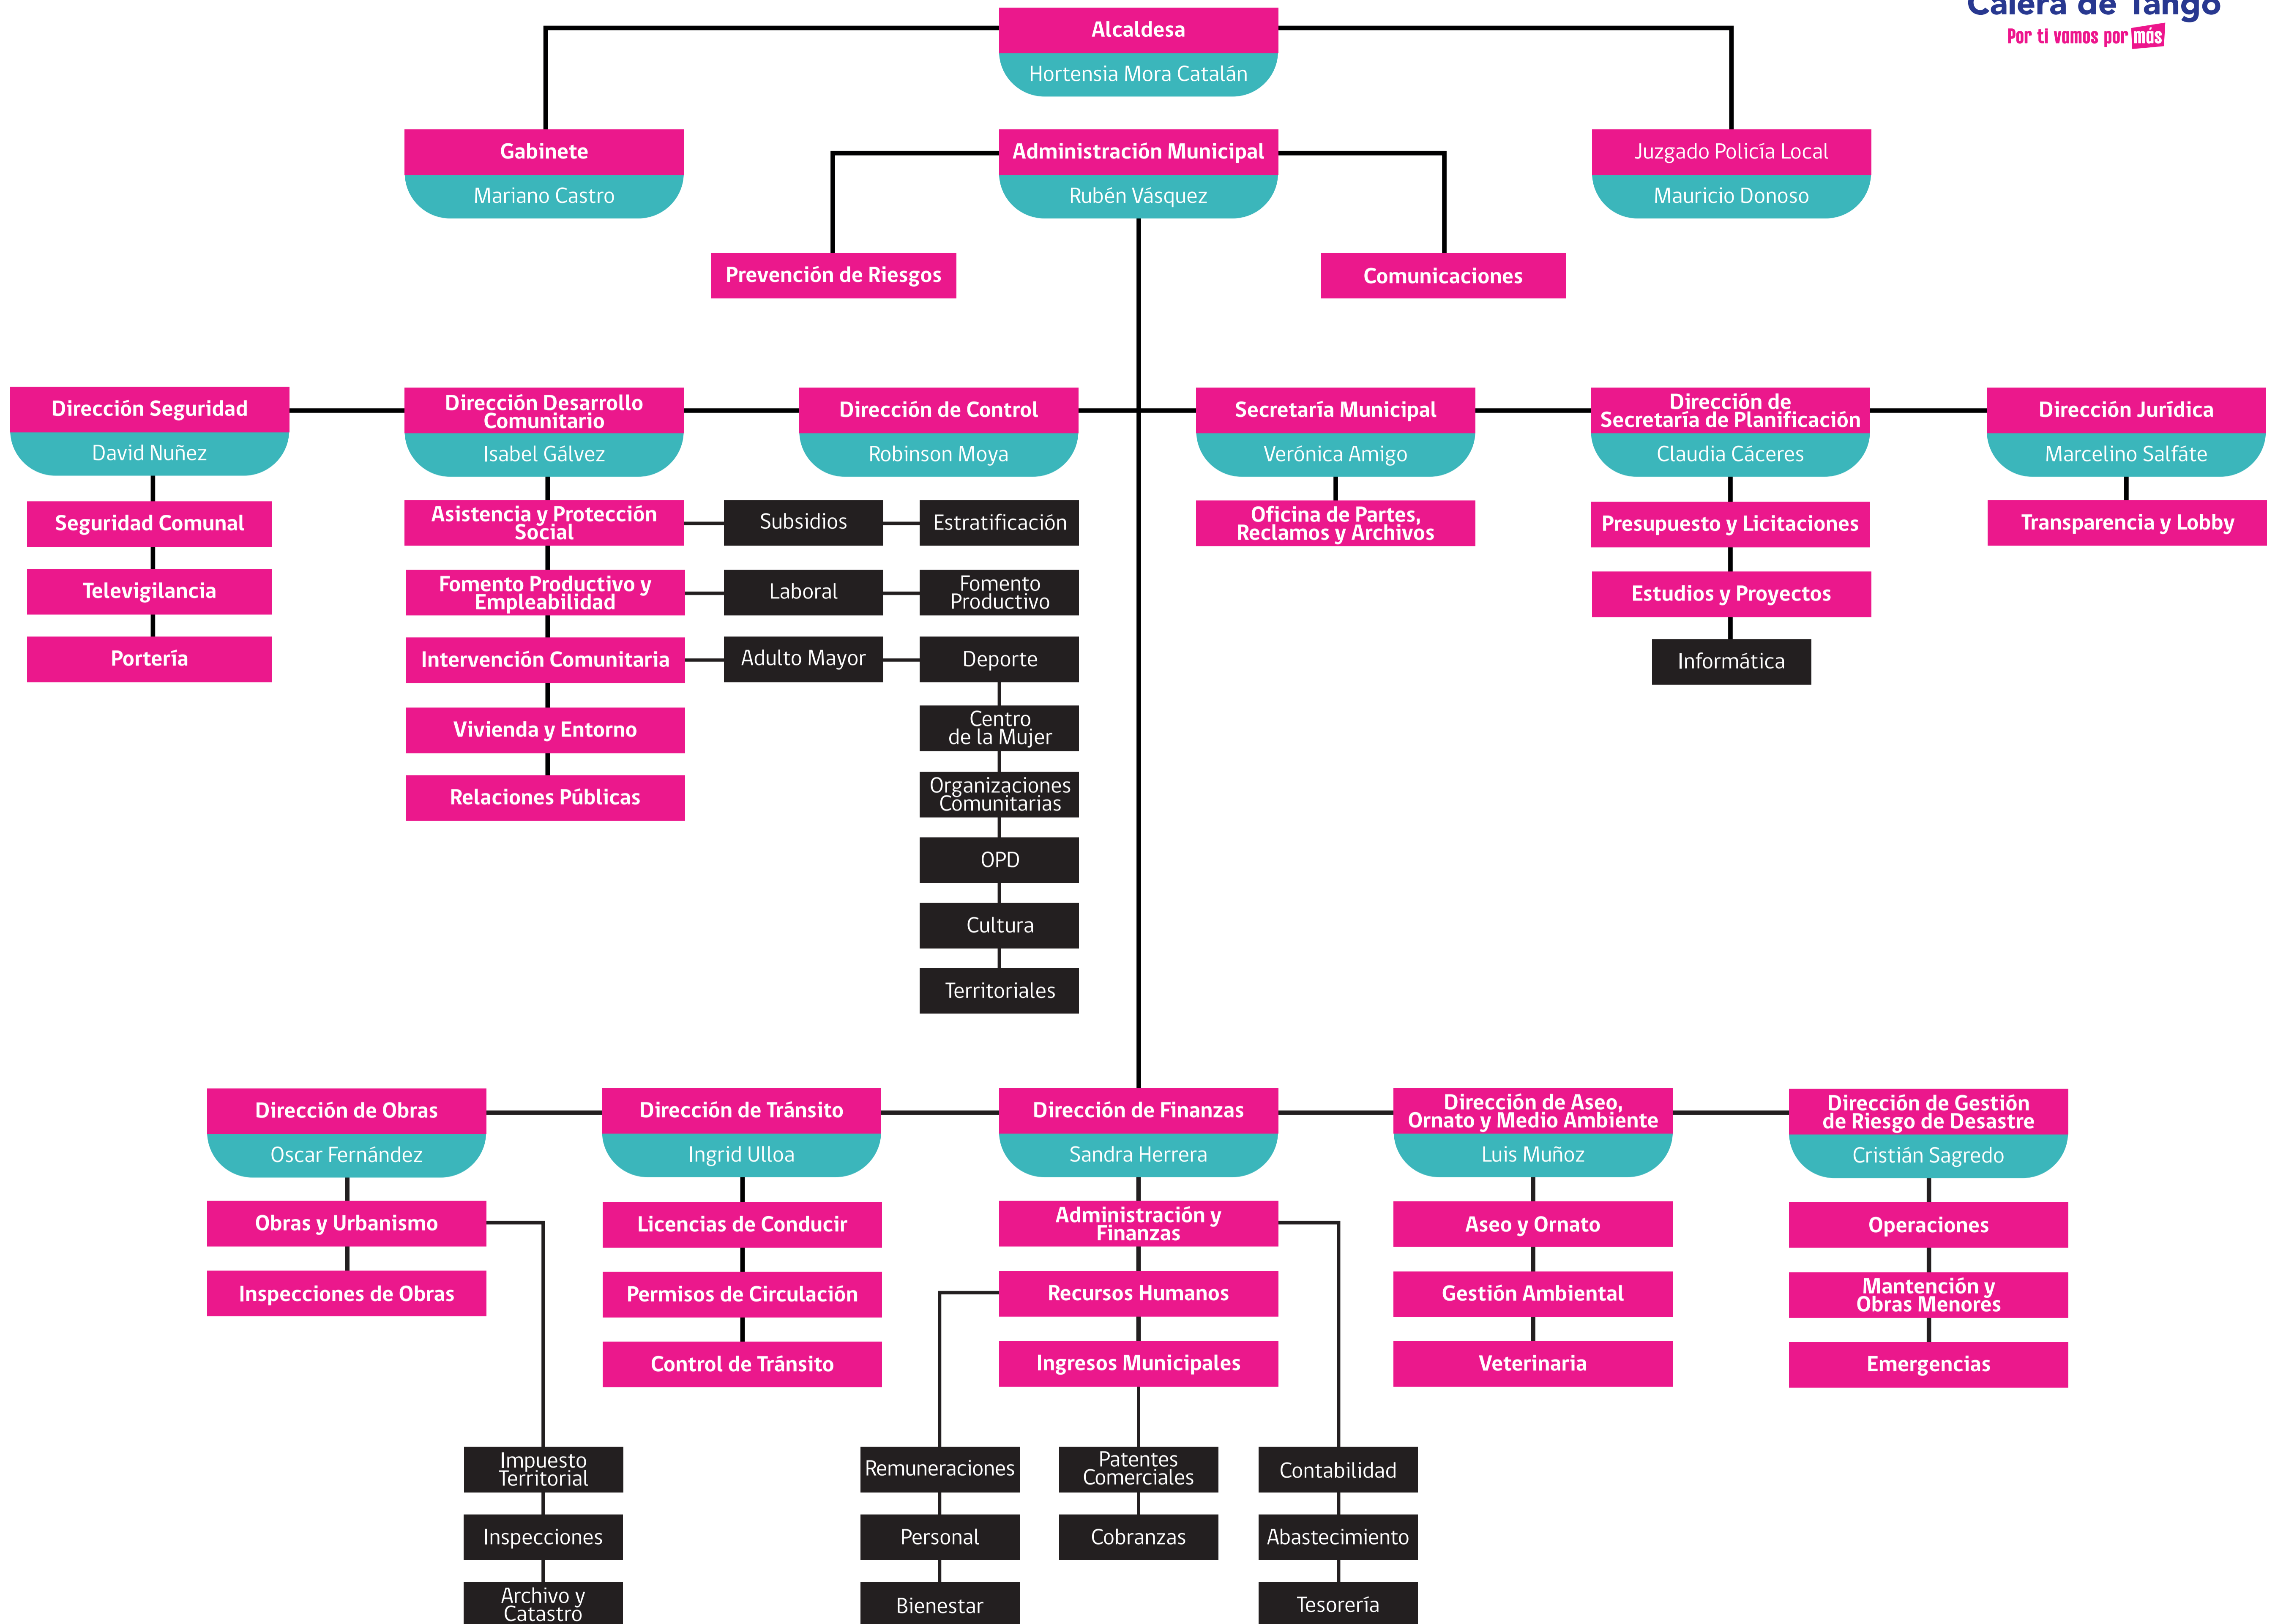 Calera de Tango
Por ti vamos por más
Alcaldesa
Hortensia Mora Catalán
Gabinete
Mariano Castro
Administración Municipal
Rubén Vásquez
Juzgado Policía Local
Mauricio Donoso
Prevención de Riesgos
Comunicaciones
Dirección Seguridad
David Nuñez
Dirección Desarrollo
Comunitario
Isabel Gálvez
Dirección de Control
Robinson Moya
Secretaría Municipal
Verónica Amigo
Dirección de
Secretaría de Planificación
Claudia Cáceres
Dirección Jurídica
Marcelino Salfáte
Seguridad Comunal
Televigilancia
Portería
Asistencia y Protección
Social
Subsidios
Estratificación
Fomento Productivo y
Empleabilidad
Laboral
Fomento
Productivo
Intervención Comunitaria
Adulto Mayor
Deporte
Vivienda y Entorno
Relaciones Públicas
Centro
de la Mujer
Organizaciones
Comunitarias
OPD
Cultura
Territoriales
Oficina de Partes,
Reclamos y Archivos
Presupuesto y Licitaciones
Estudios y Proyectos
Informática
Transparencia y Lobby
Dirección de Obras
Oscar Fernández
Dirección de Tránsito
Ingrid Ulloa
Dirección de Finanzas
Sandra Herrera
Dirección de Aseo,
Ornato y Medio Ambiente
Luis Muñoz
Dirección de Gestión
de Riesgo de Desastre
Cristián Sagredo
Obras y Urbanismo
Inspecciones de Obras
Impuesto
Territorial
Inspecciones
Archivo y
Catastro
Licencias de Conducir
Permisos de Circulación
Control de Tránsito
Administración y
Finanzas
Recursos Humanos
Ingresos Municipales
Remuneraciones
Personal
Bienestar
Patentes
Comerciales
Cobranzas
Contabilidad
Abastecimiento
Tesorería
Aseo y Ornato
Gestión Ambiental
Veterinaria
Operaciones
Mantención y
Obras Menores
Emergencias